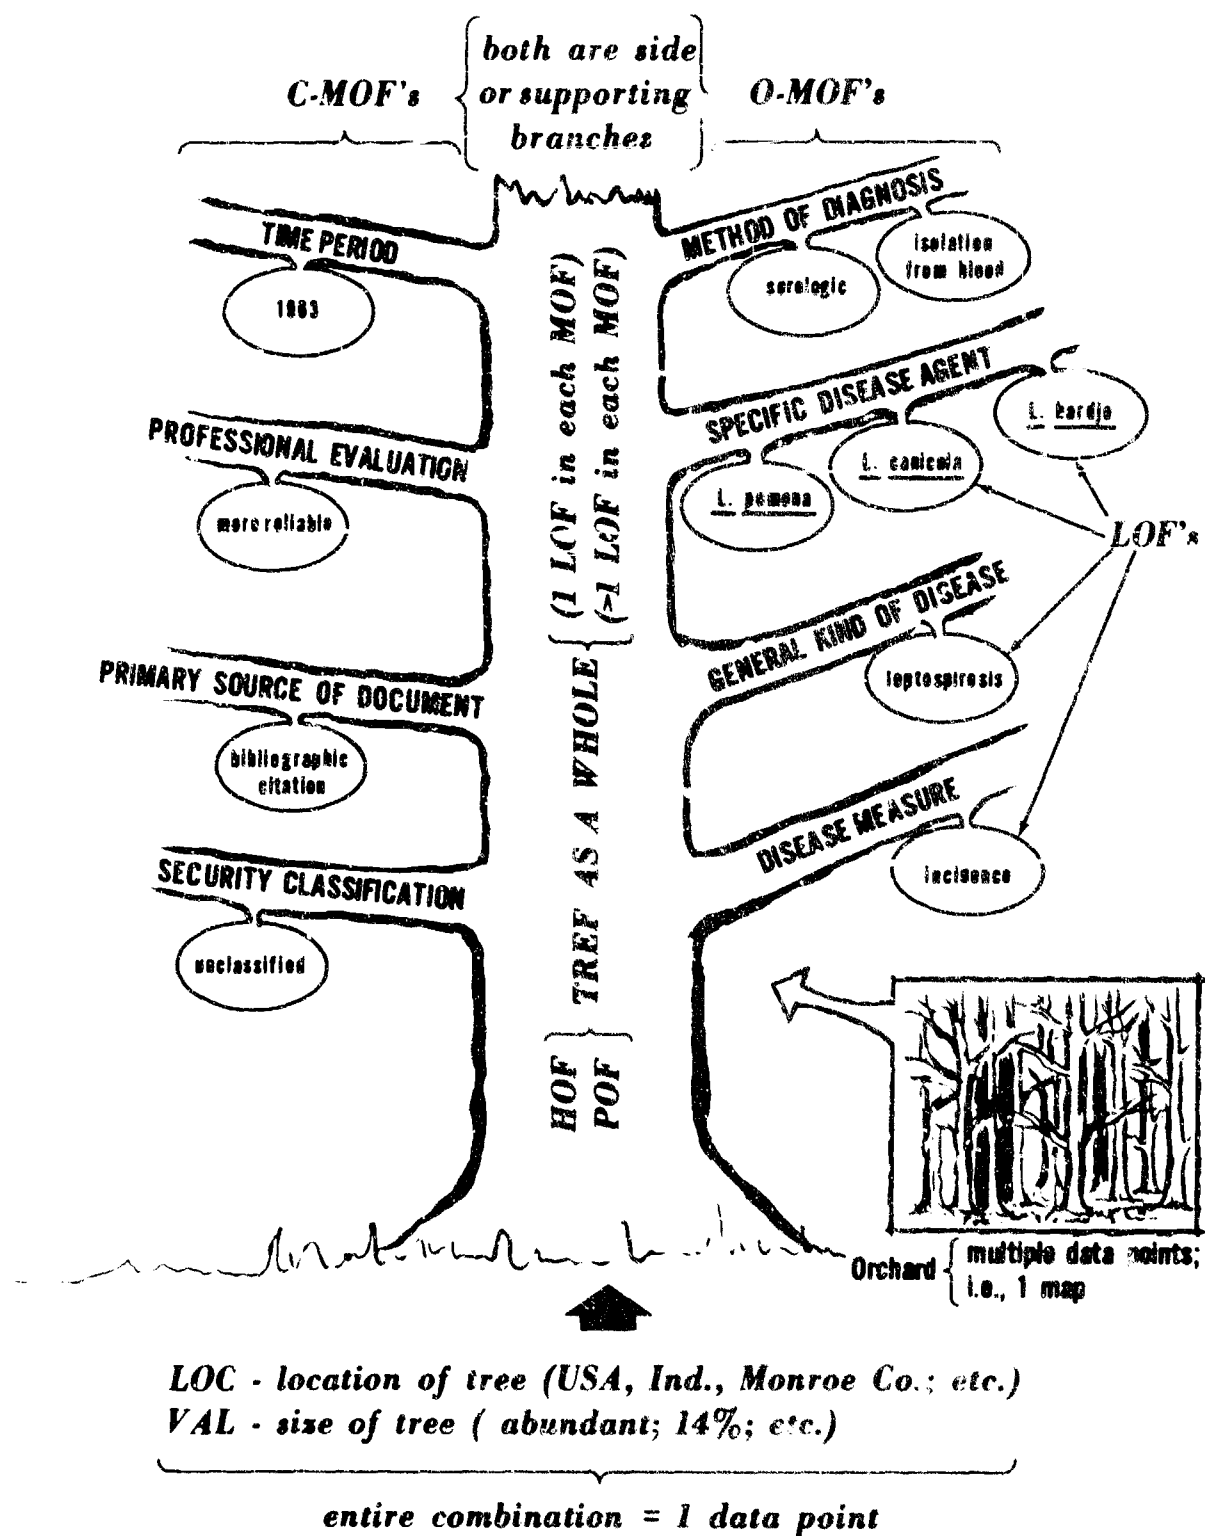 both are side
or supporting
branches
C-MOF's
O-MOF's
TIME PERIOD
1963
PROFESSIONAL EVALUATION
more reliable
PRIMARY SOURCE OF DOCUMENT
bibliographic
citation
SECURITY CLASSIFICATION
unclassified
(1 LOF in each MOF)
(>1 LOF in each MOF)
TREE AS A WHOLE
HOF
POF
METHOD OF DIAGNOSIS
isolation
from blood
serologic
SPECIFIC DISEASE AGENT
L. hardjo
L. canicola
L. pomona
LOF's
GENERAL KIND OF DISEASE
leptospirosis
DISEASE MEASURE
incidence
Orchard
multiple data points;
i.e., 1 map
LOC - location of tree (USA, Ind., Monroe Co.; etc.)
VAL - size of tree ( abundant; 14%; etc.)
entire combination = 1 data point